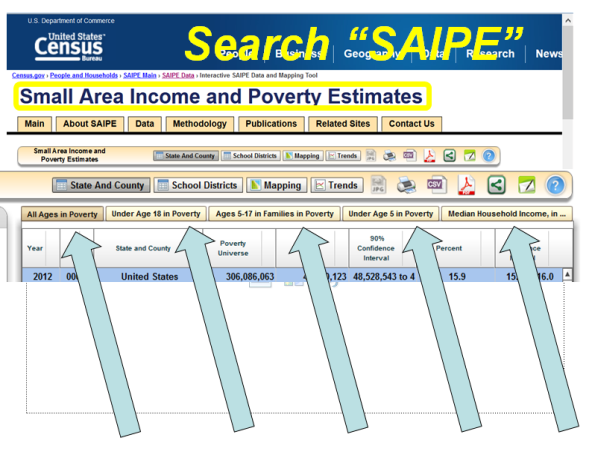 U.S. Department of Commerce
United States
Census
Bureau
Search "SAIPE"
People Business Geography Data Research News
Census.gov › People and Households › SAIPE Main › SAIPE Data › Interactive SAIPE Data and Mapping Tool
Small Area Income and Poverty Estimates
Main About SAIPE Data Methodology Publications Related Sites Contact Us
Small Area Income and
Poverty Estimates
State And County School Districts Mapping Trends CSV
State And County School Districts Mapping Trends JPG CSV
All Ages in Poverty Under Age 18 in Poverty Ages 5-17 in Families in Poverty Under Age 5 in Poverty Median Household Income, in ...
Year State and County Poverty Universe 90% Confidence Interval Percent
2012 United States 306,086,063 48,528,543 to 4 15.9